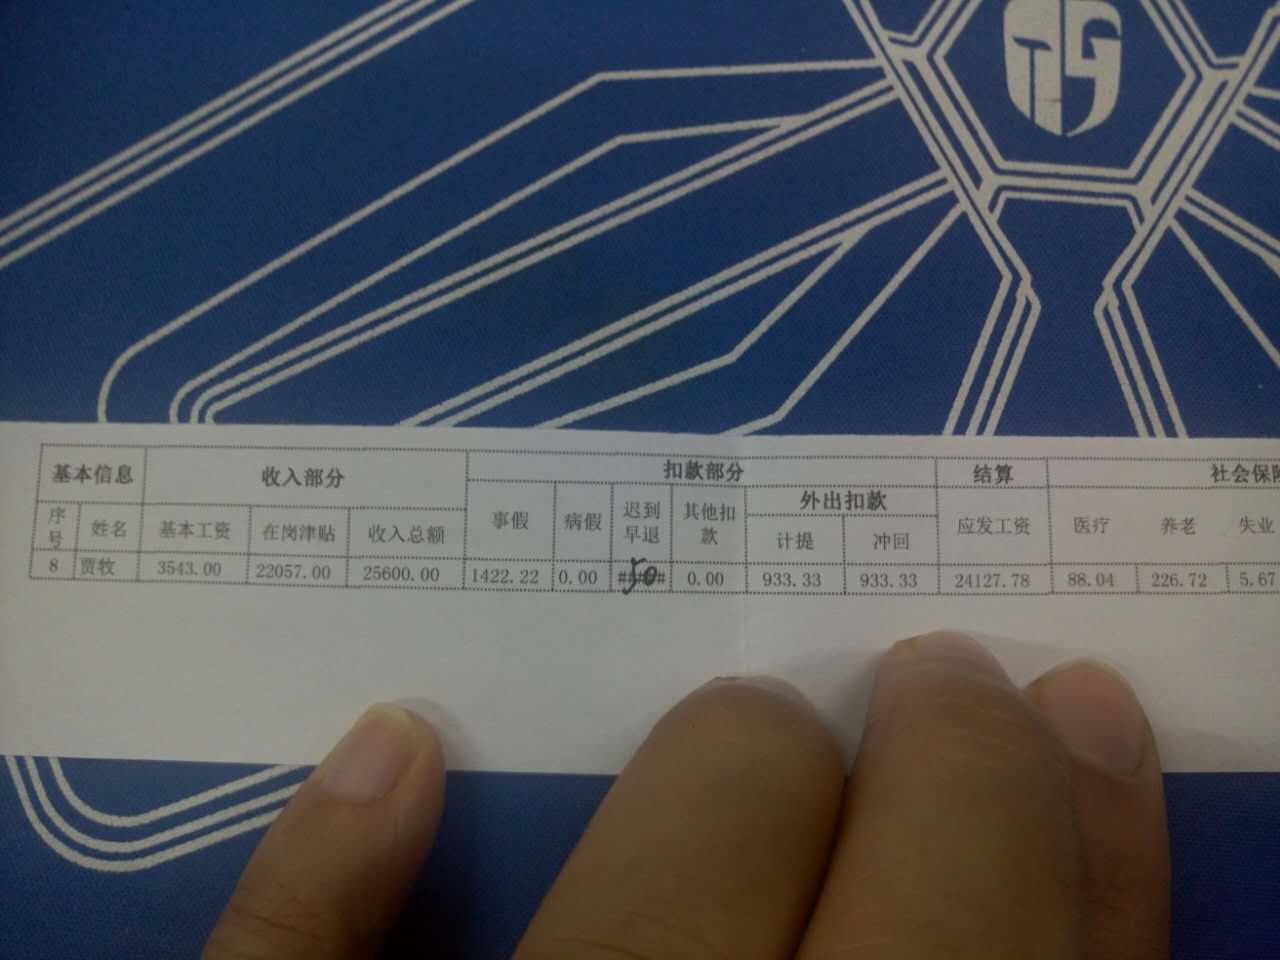 TS
基本信息 收入部分 扣款部分 结算 社会保险
序号 姓名 基本工资 在岗津贴 收入总额 事假 病假 迟到早退 其他扣款 外出扣款 应发工资 医疗 养老 失业
计提 冲回
8 贾牧 3543.00 22057.00 25600.00 1422.22 0.00 50 0.00 933.33 933.33 24127.78 88.04 226.72 5.67